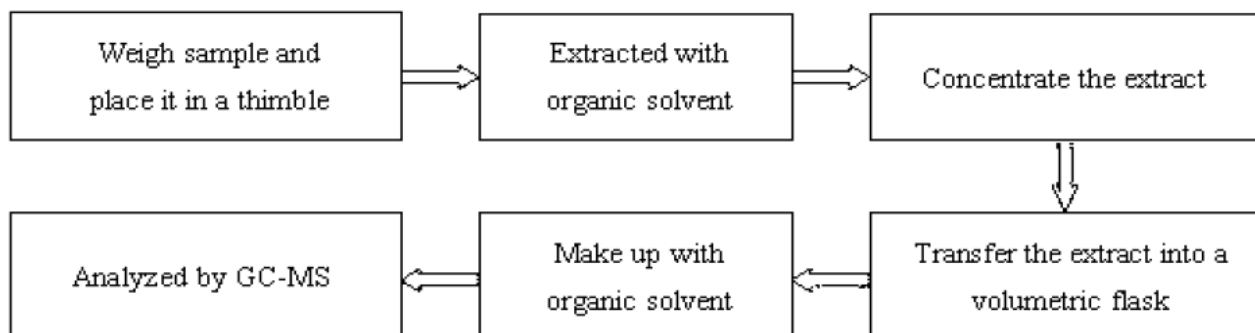 Weigh sample and
place it in a thimble
Extracted with
organic solvent
Concentrate the extract
Transfer the extract into a
volumetric flask
Make up with
organic solvent
Analyzed by GC-MS